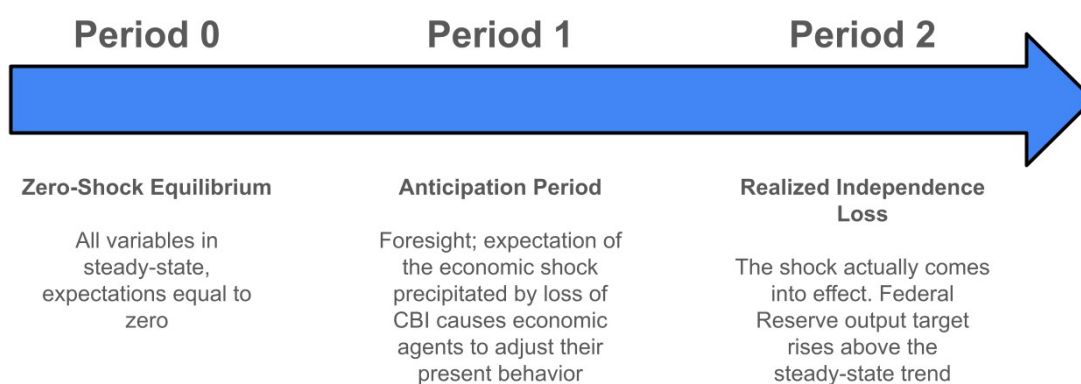 Period 0
Period 1
Period 2
Zero-Shock Equilibrium
All variables in
steady-state,
expectations equal to
zero
Anticipation Period
Foresight; expectation of
the economic shock
precipitated by loss of
CBI causes economic
agents to adjust their
present behavior
Realized Independence
Loss
The shock actually comes
into effect. Federal
Reserve output target
rises above the
steady-state trend